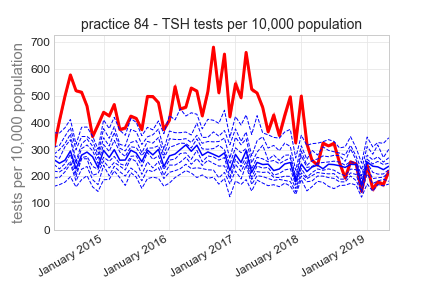 practice 84 - TSH tests per 10,000 population
tests per 10,000 population
700
600
500
400
300
200
100
0
January 2015
January 2016
January 2017
January 2018
January 2019